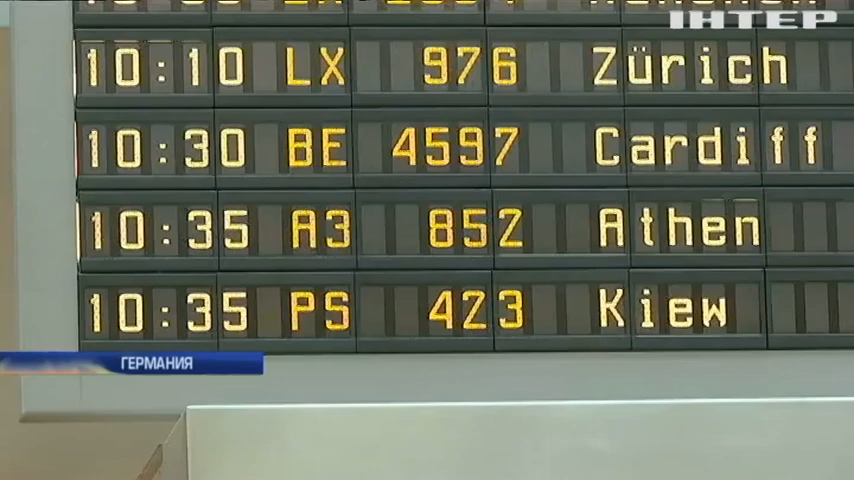 ІНТЕР
10:10 LX 976 Zürich
10:30 BE 4597 Cardiff
10:35 A3 852 Athen
10:35 PS 423 Kiew
ГЕРМАНИЯ